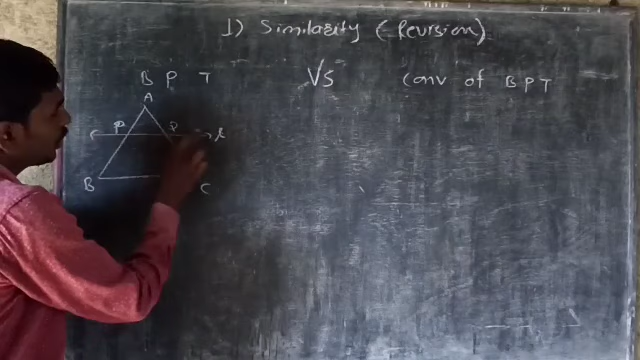 1) Similarity (Revision)
B P T Vs Conv of B P T
A
P P l
B C